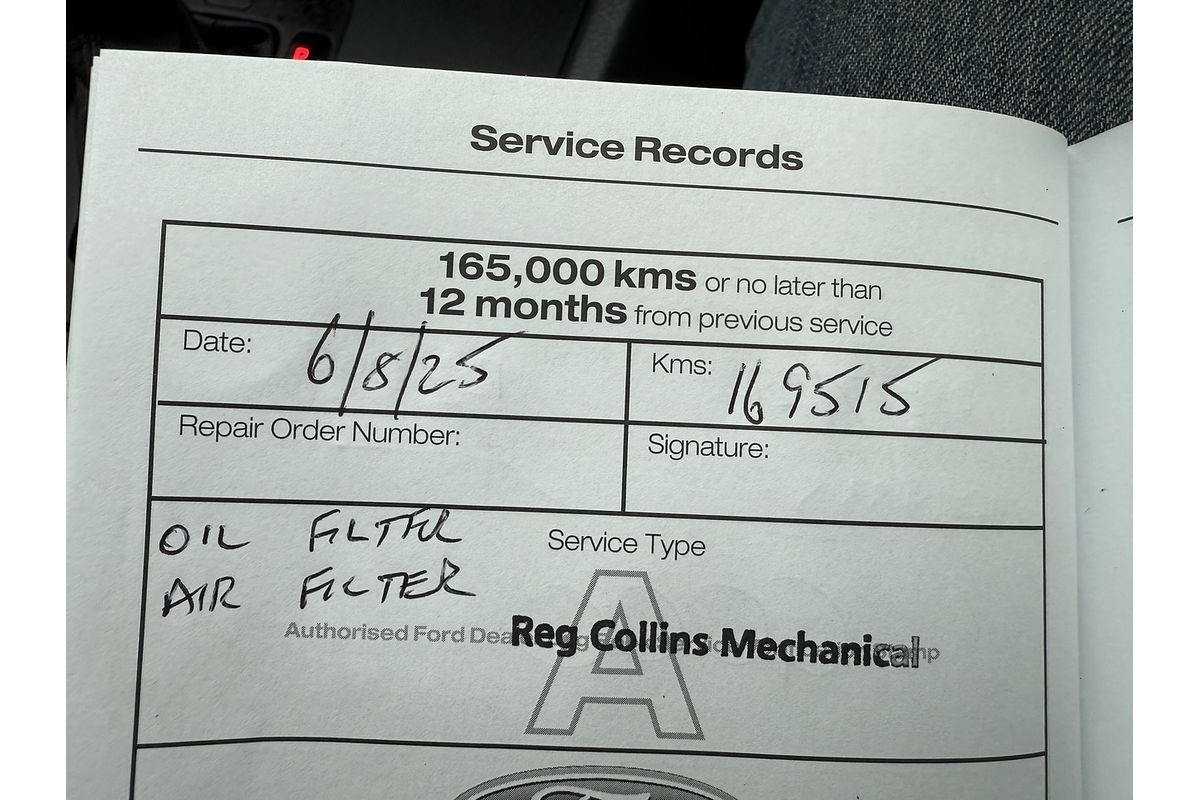 Service Records
165,000 kms or no later than
12 months from previous service
Date: 6/8/25
Kms: 169515
Repair Order Number:
Signature:
OIL FILTER
AIR FILTER
Service Type
A
Authorised Ford Dea
Reg Collins Mechanical